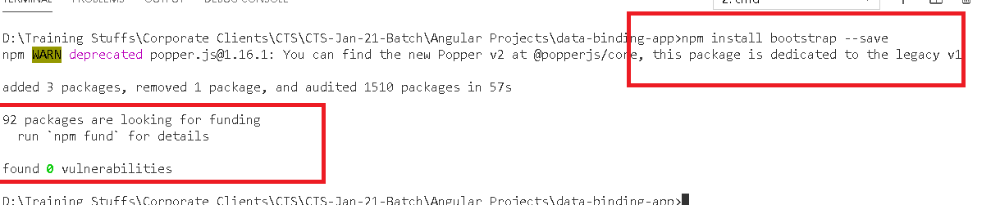 TERMINAL PROBLEMS OUTPUT DEBUG CONSOLE 2: cmd
D:\Training Stuffs\Corporate Clients\CTS\CTS-Jan-21-Batch\Angular Projects\data-binding-app>npm install bootstrap --save
npm WARN deprecated popper.js@1.16.1: You can find the new Popper v2 at @popperjs/core, this package is dedicated to the legacy v1
added 3 packages, removed 1 package, and audited 1510 packages in 57s
92 packages are looking for funding
run `npm fund` for details
found 0 vulnerabilities
D:\Training Stuffs\Corporate Clients\CTS\CTS-Jan-21-Batch\Angular Projects\data-binding-app>